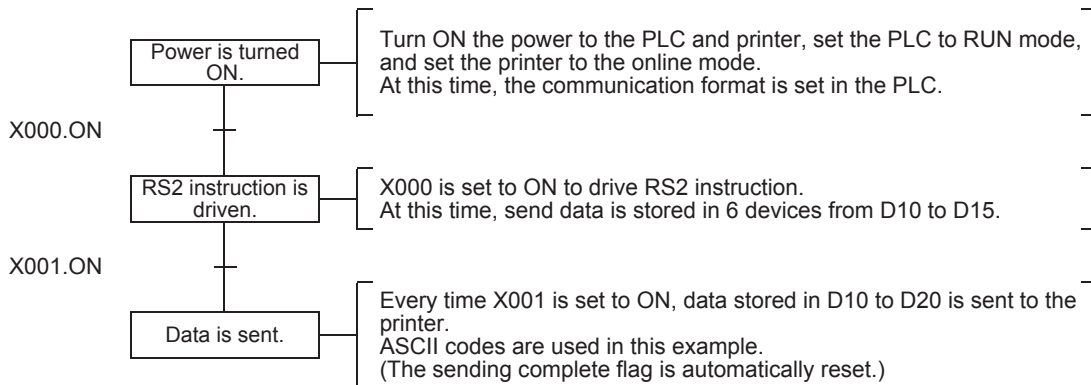 Power is turned
ON.
Turn ON the power to the PLC and printer, set the PLC to RUN mode,
and set the printer to the online mode.
At this time, the communication format is set in the PLC.
X000.ON
RS2 instruction is
driven.
X000 is set to ON to drive RS2 instruction.
At this time, send data is stored in 6 devices from D10 to D15.
X001.ON
Data is sent.
Every time X001 is set to ON, data stored in D10 to D20 is sent to the
printer.
ASCII codes are used in this example.
(The sending complete flag is automatically reset.)